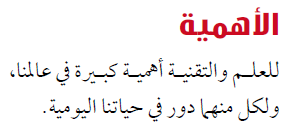 الأهمية
للعلم والتقنية أهمية كبيرة في عالمنا،
ولكل منهما دور في حياتنا اليومية.